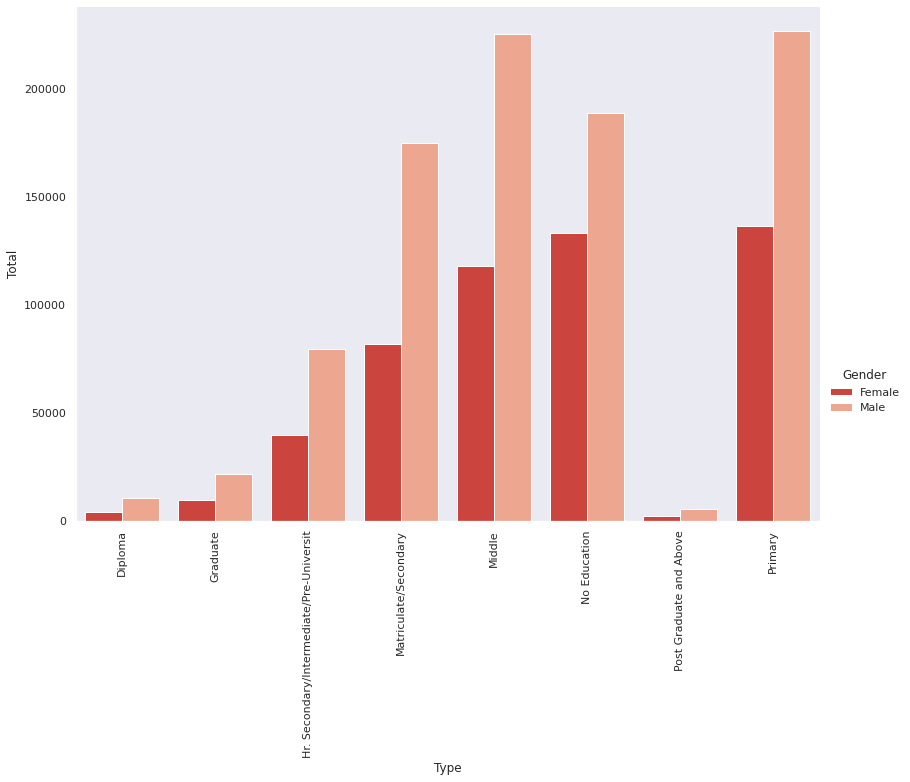 Total
200000
150000
100000
50000
0
Diploma
Graduate
Hr. Secondary/Intermediate/Pre-Universit
Matriculate/Secondary
Middle
No Education
Post Graduate and Above
Primary
Type
Gender
Female
Male